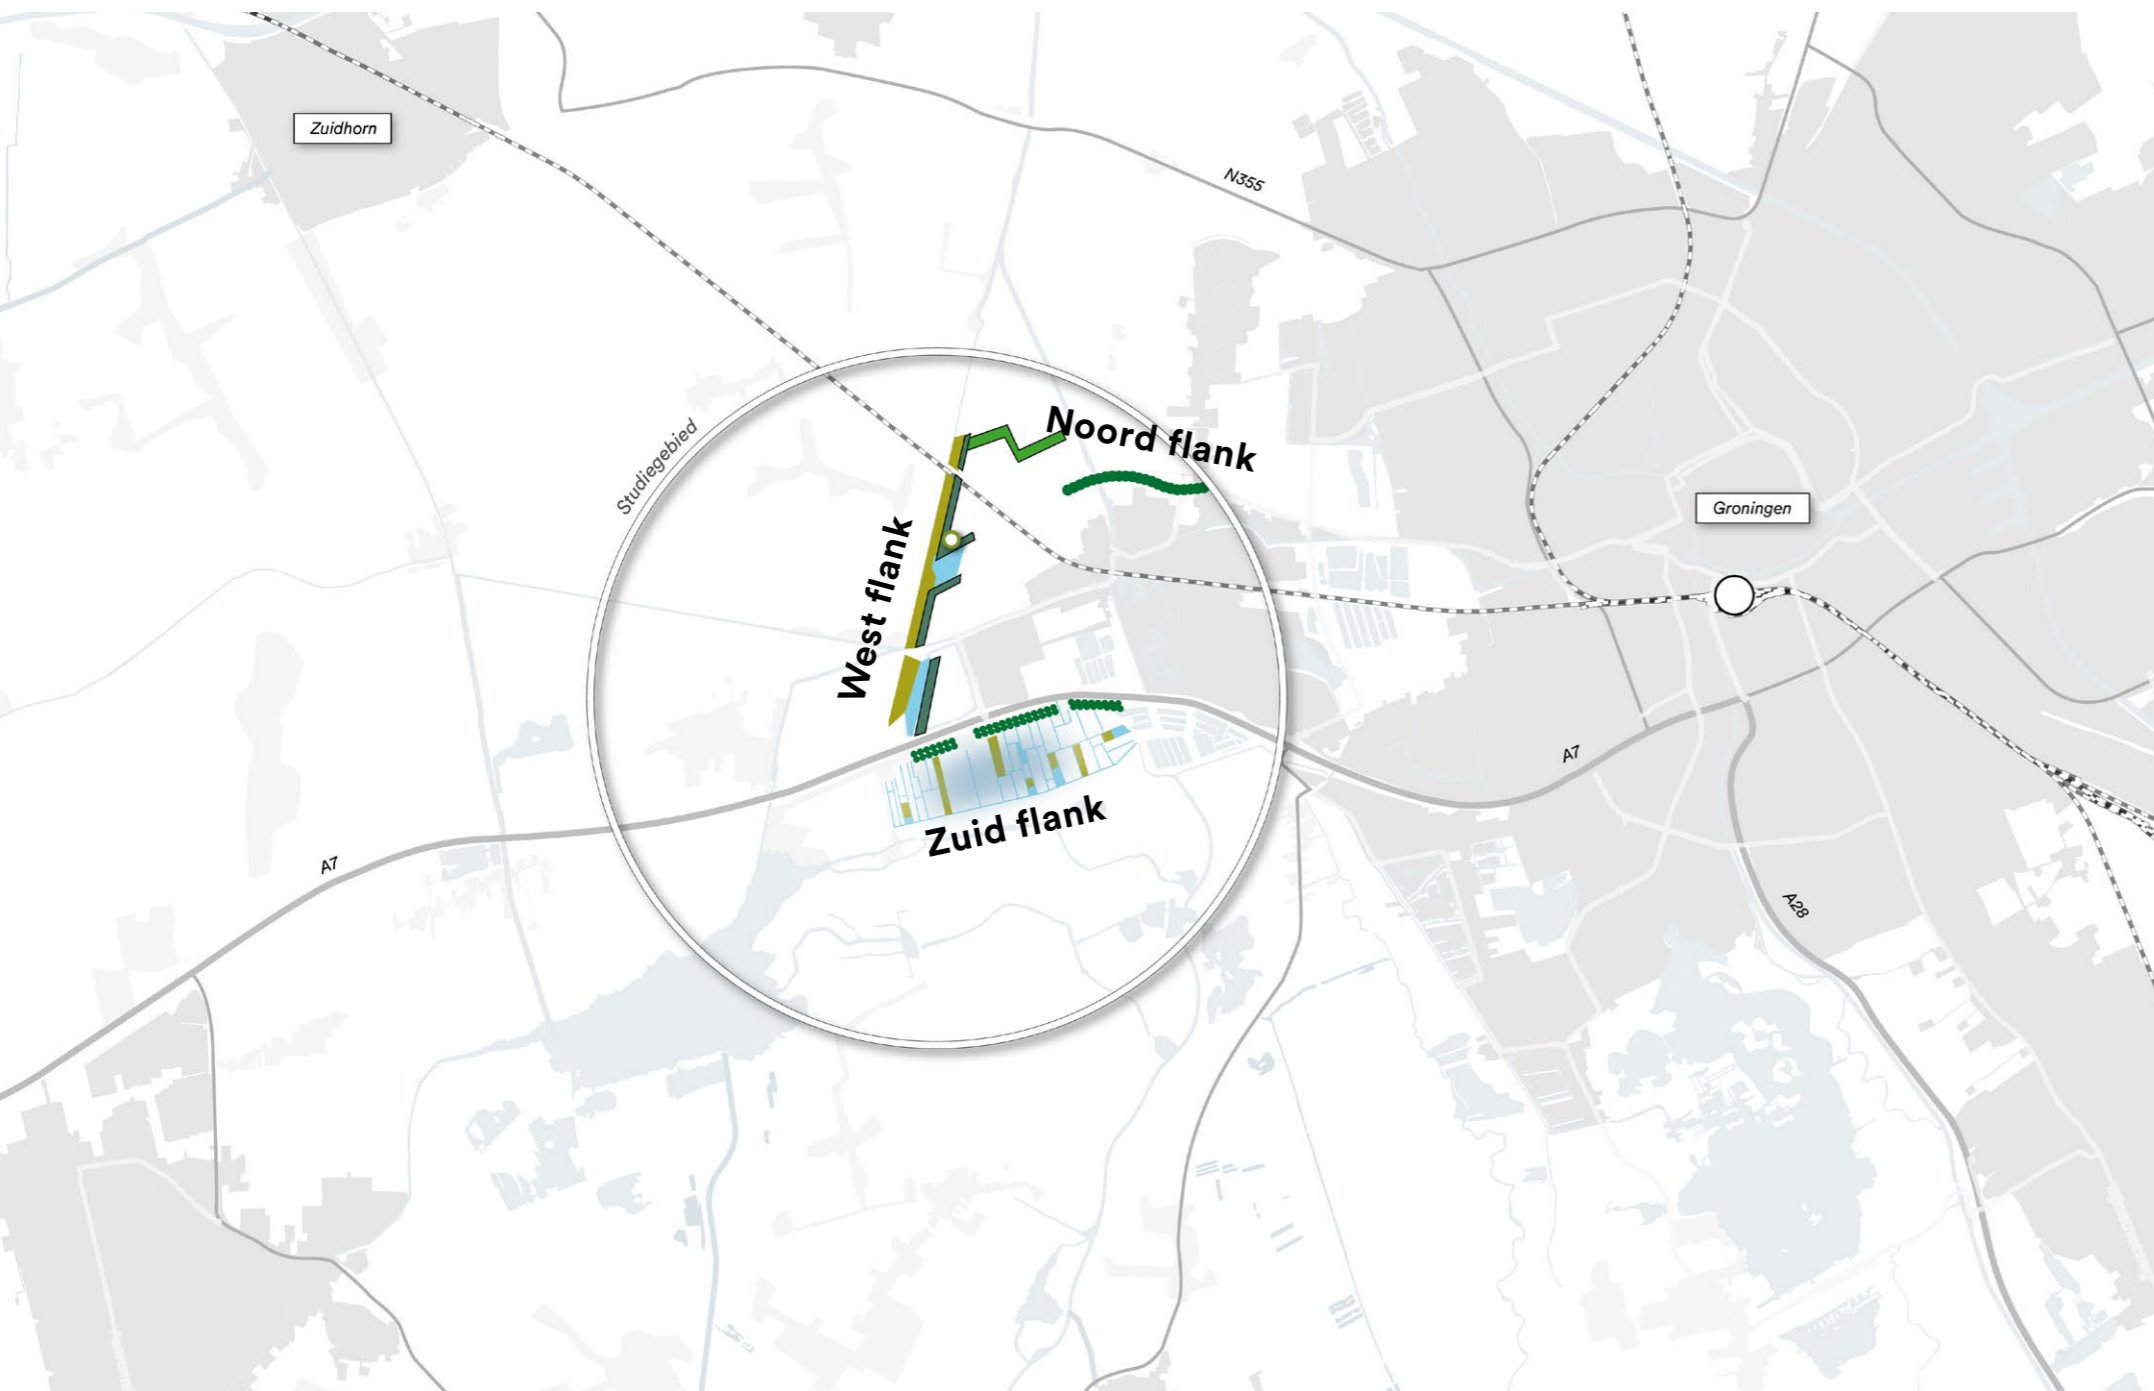 Zuidhorn
N355
Noord flank
Studiegebied
Groningen
West flank
A7
Zuid flank
A7
A28